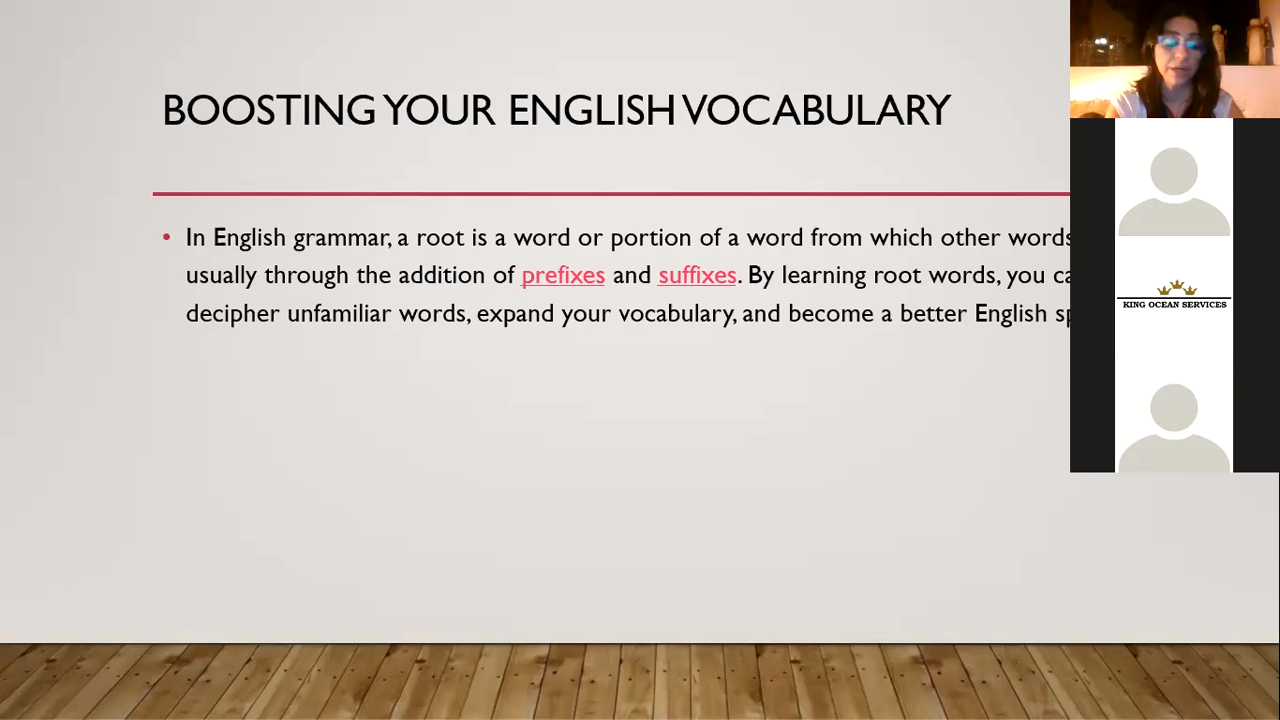 BOOSTING YOUR ENGLISH VOCABULARY
• In English grammar, a root is a word or portion of a word from which other words
usually through the addition of prefixes and suffixes. By learning root words, you
decipher unfamiliar words, expand your vocabulary, and become a better English
KING OCEAN SERVICES